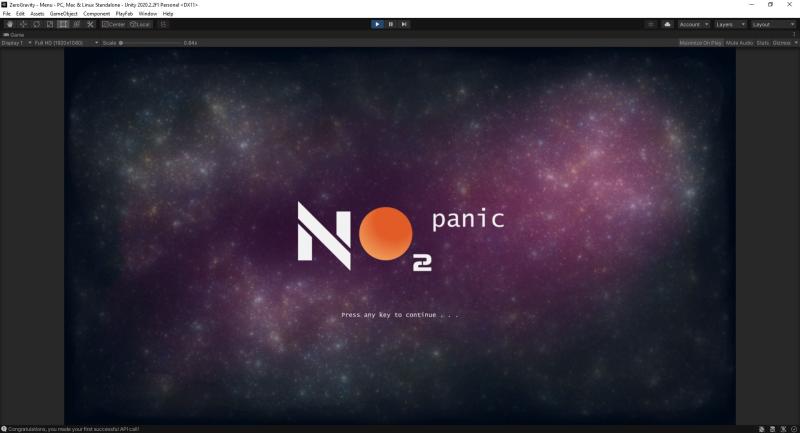 ZeroGravity - Menu - PC, Mac & Linux Standalone - Unity 2020.2.2f1 Personal <DX11>
File Edit Assets GameObject Component PlayFab Window Help
Center Local Account Layers Layout
Game
Display 1 Full HD (1920x1080) Scale 0.64x Maximize On Play Mute Audio Stats Gizmos
NO2 panic
Press any key to continue . . .
Congratulations, you made your first successful API call!